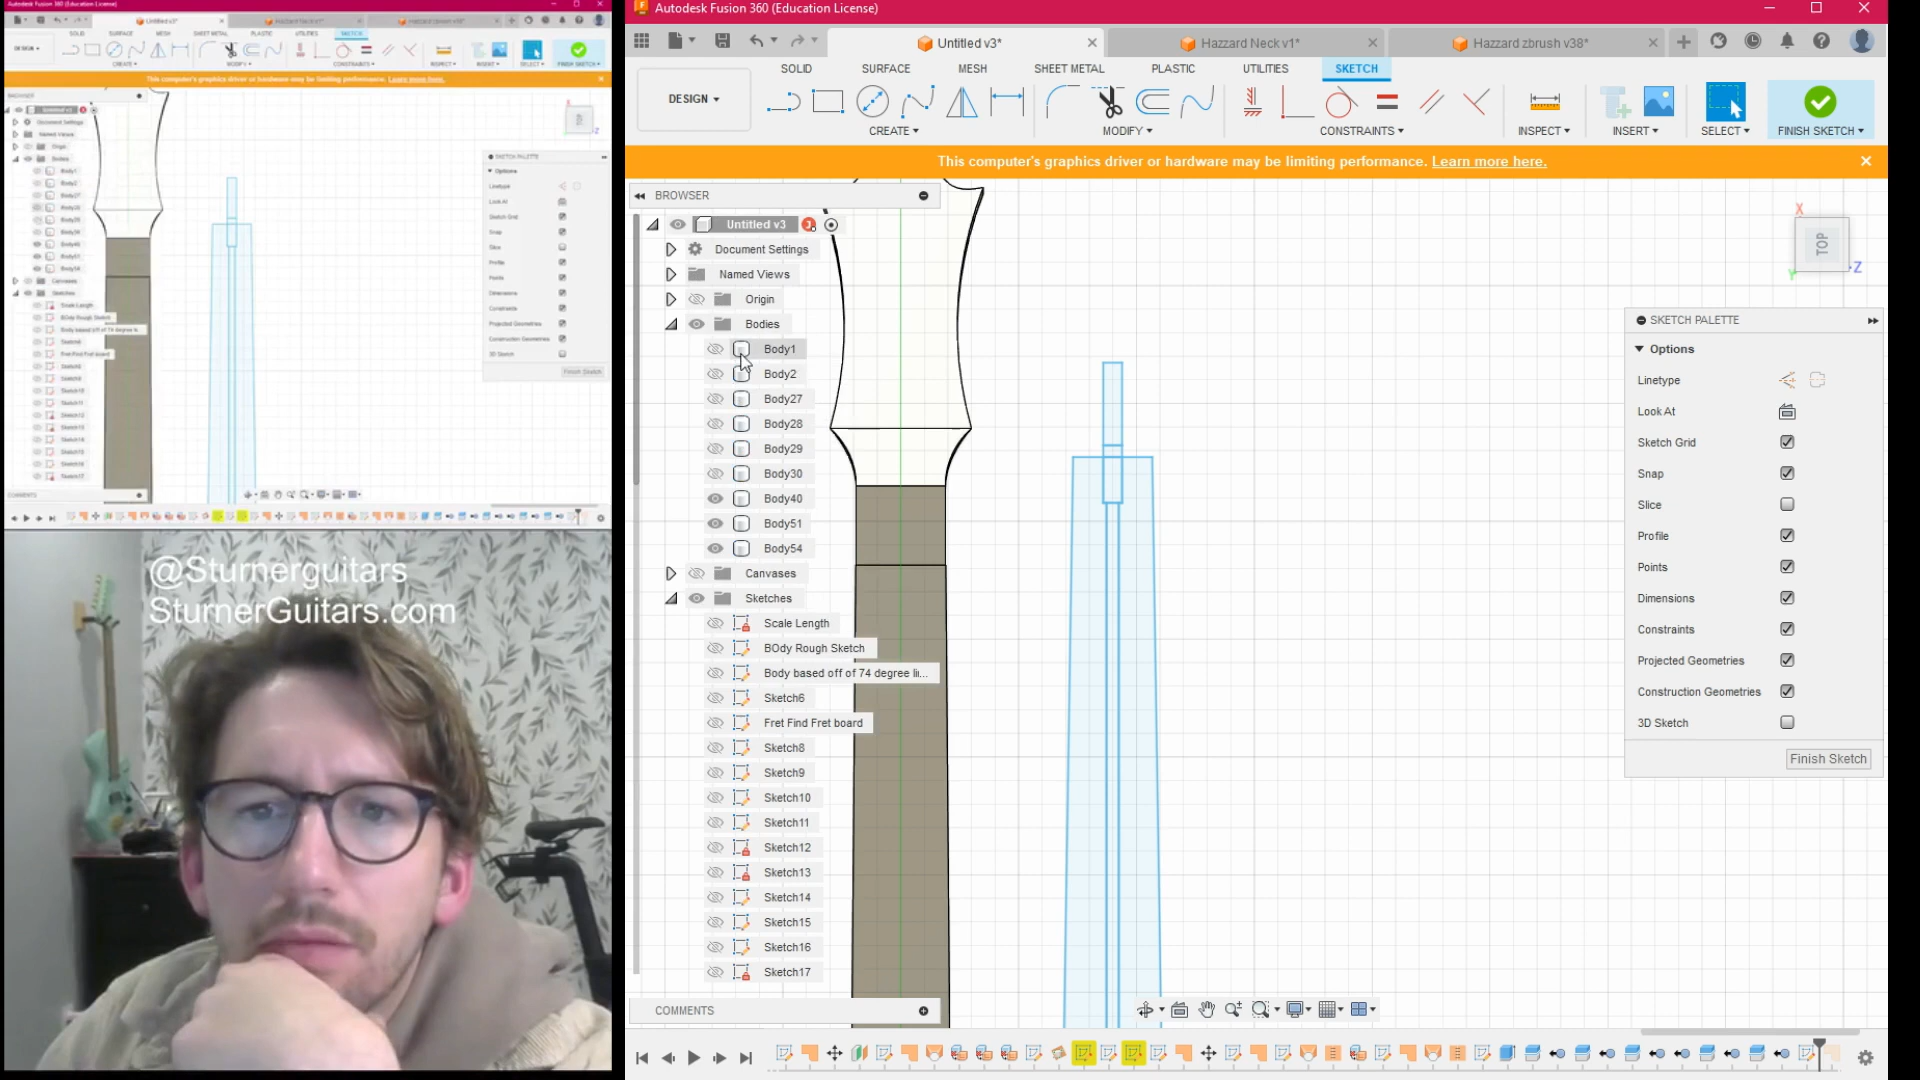 Autodesk Fusion 360 (Education License)
Untitled v3*
Hazzard Neck v1*
Hazzard zbrush v38*
SOLID SURFACE MESH SHEET METAL PLASTIC UTILITIES SKETCH
DESIGN
CREATE MODIFY CONSTRAINTS INSPECT INSERT SELECT FINISH SKETCH
This computer's graphics driver or hardware may be limiting performance. Learn more here.
BROWSER
Untitled v3
Document Settings
Named Views
Origin
Bodies
Body1
Body2
Body27
Body28
Body29
Body30
Body40
Body51
Body54
Canvases
Sketches
Scale Length
BOdy Rough Sketch
Body based off of 74 degree li...
Sketch6
Fret Find Fret board
Sketch8
Sketch9
Sketch10
Sketch11
Sketch12
Sketch13
Sketch14
Sketch15
Sketch16
Sketch17
COMMENTS
X
TOP
Z
Y
SKETCH PALETTE
Options
Linetype
Look At
Sketch Grid
Snap
Slice
Profile
Points
Dimensions
Constraints
Projected Geometries
Construction Geometries
3D Sketch
Finish Sketch
@Sturnerguitars
SturnerGuitars.com